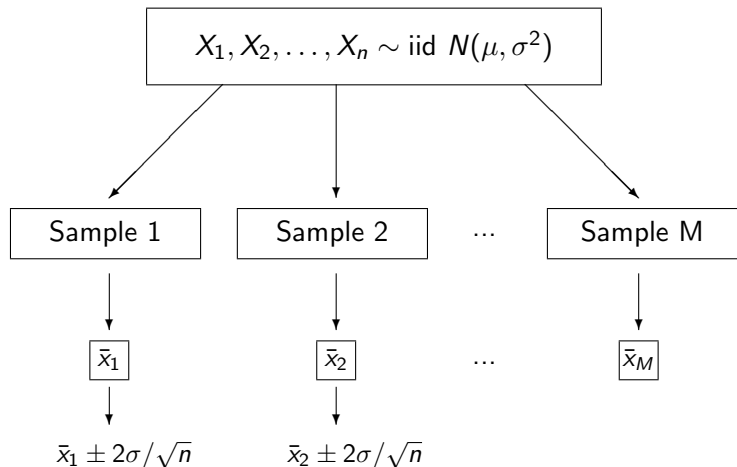 X₁, X₂, . . . , Xₙ ∼ iid N(μ, σ²)
Sample 1 Sample 2 ... Sample M
x̄₁ x̄₂ ... x̄_M
x̄₁ ± 2σ/√n x̄₂ ± 2σ/√n